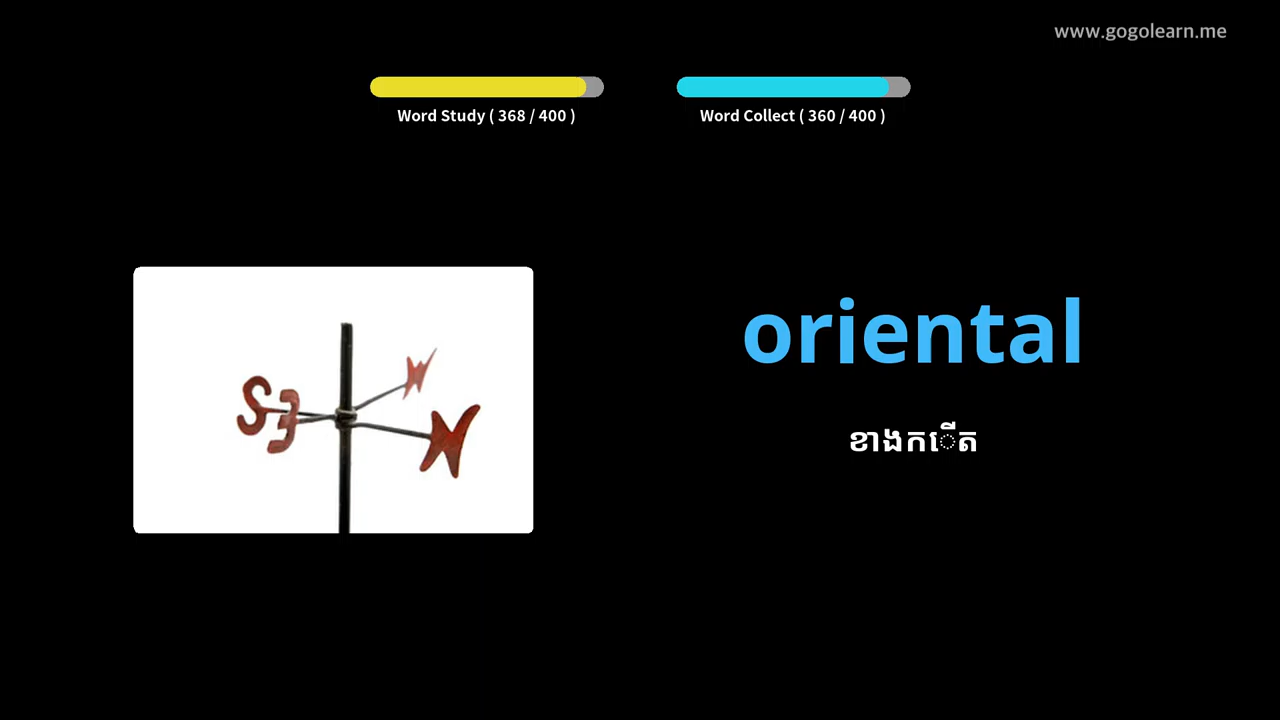 www.gogolearn.me
Word Study ( 368 / 400 )
Word Collect ( 360 / 400 )
oriental
ខាងកើត
S E N W